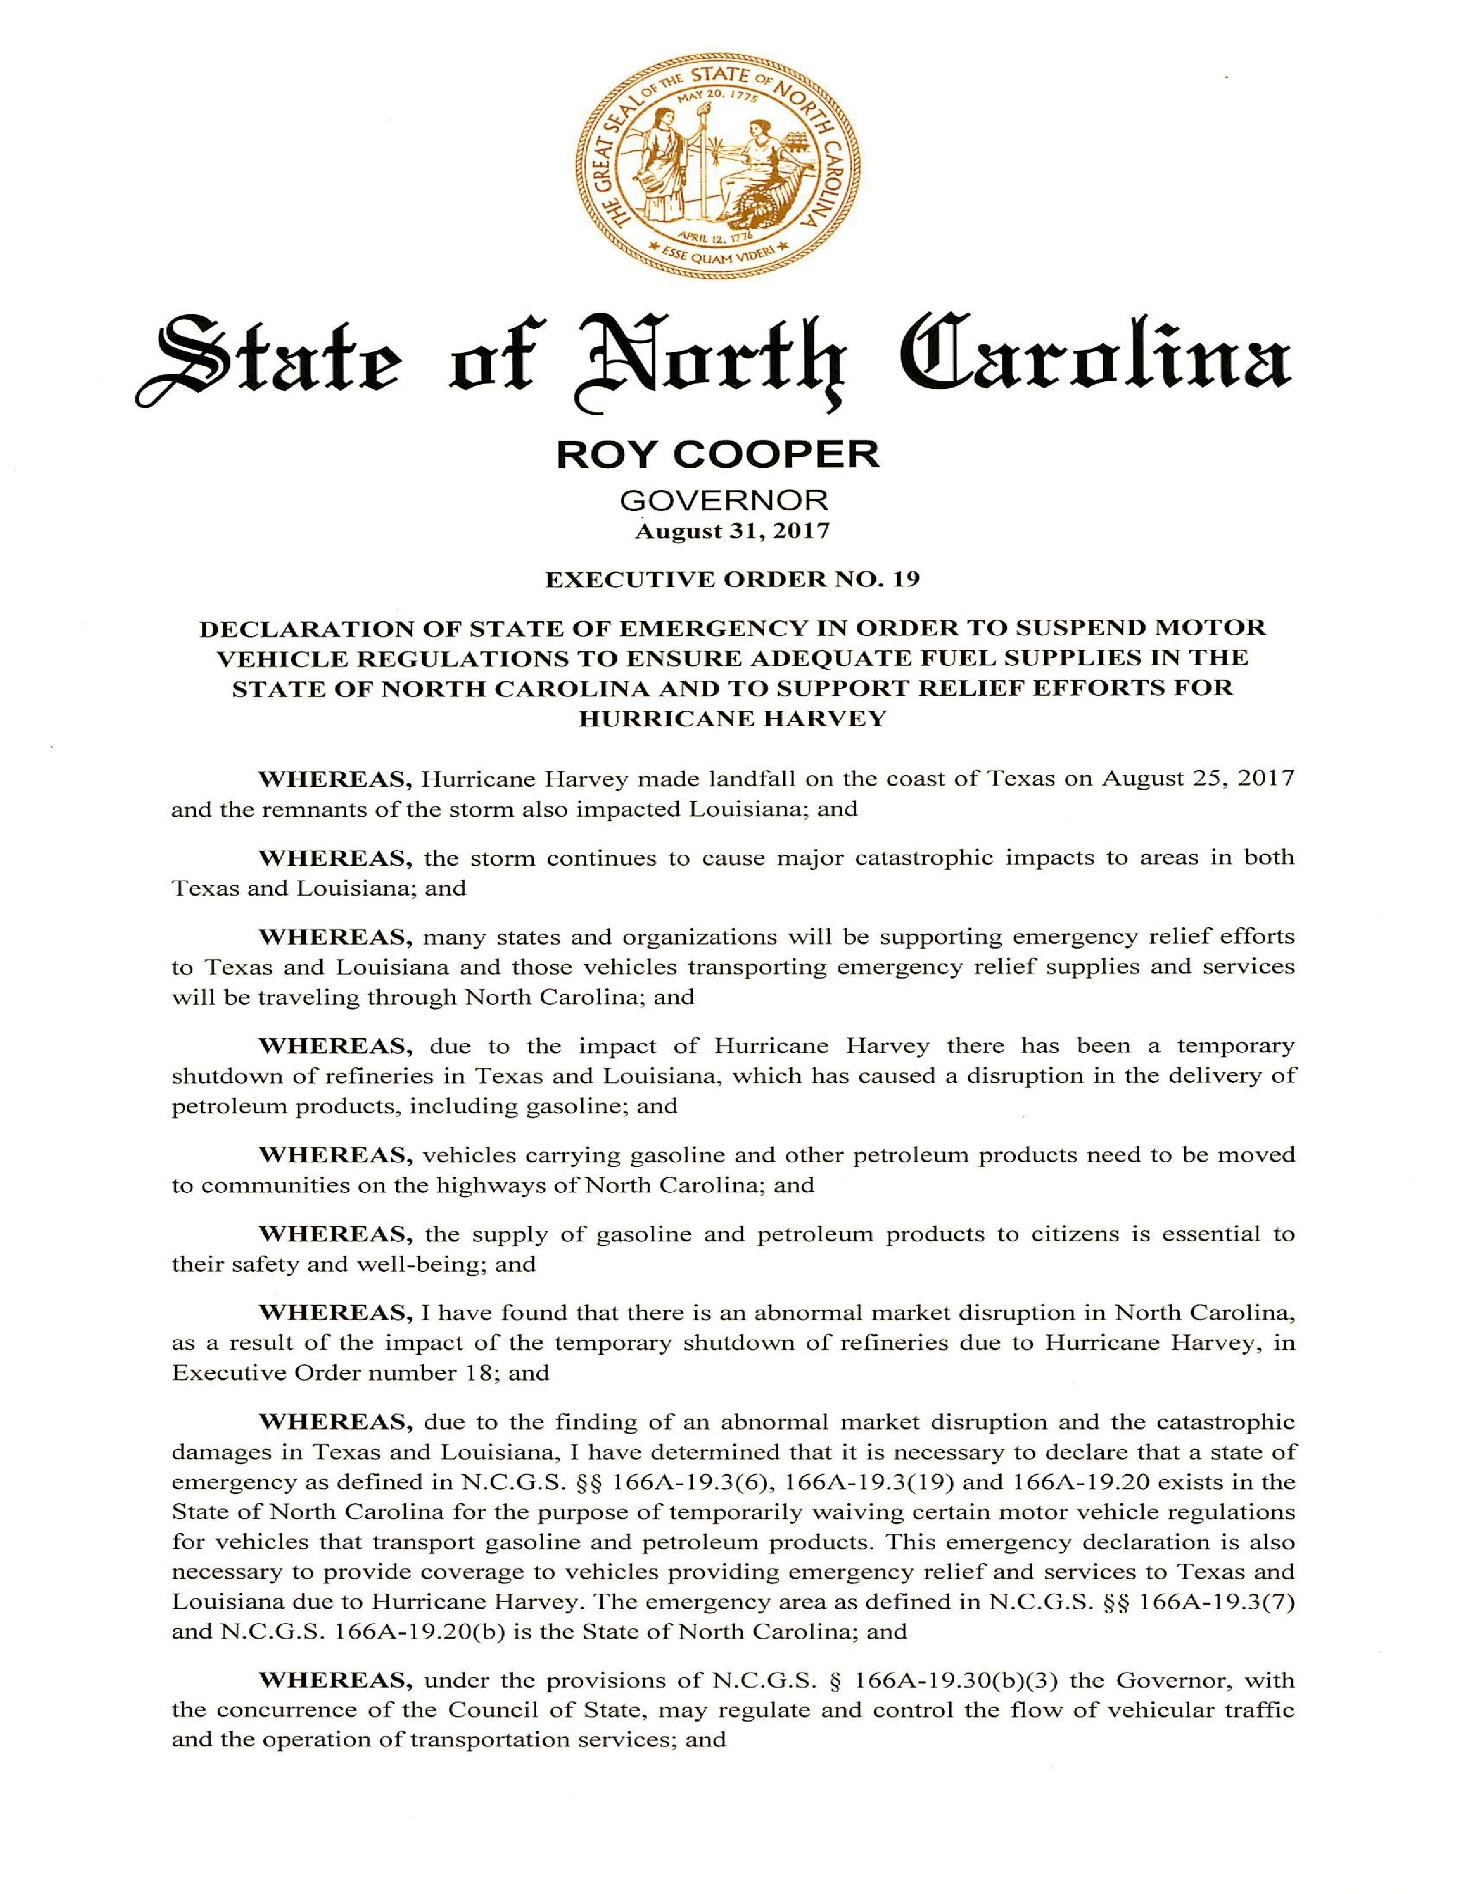 THE GREAT SEAL OF THE STATE OF NORTH CAROLINA
MAY 20, 1775
APRIL 12, 1776
★ ESSE QUAM VIDERI ★
State of North Carolina
ROY COOPER
GOVERNOR
August 31, 2017
EXECUTIVE ORDER NO. 19
DECLARATION OF STATE OF EMERGENCY IN ORDER TO SUSPEND MOTOR
VEHICLE REGULATIONS TO ENSURE ADEQUATE FUEL SUPPLIES IN THE
STATE OF NORTH CAROLINA AND TO SUPPORT RELIEF EFFORTS FOR
HURRICANE HARVEY
WHEREAS, Hurricane Harvey made landfall on the coast of Texas on August 25, 2017
and the remnants of the storm also impacted Louisiana; and
WHEREAS, the storm continues to cause major catastrophic impacts to areas in both
Texas and Louisiana; and
WHEREAS, many states and organizations will be supporting emergency relief efforts
to Texas and Louisiana and those vehicles transporting emergency relief supplies and services
will be traveling through North Carolina; and
WHEREAS, due to the impact of Hurricane Harvey there has been a temporary
shutdown of refineries in Texas and Louisiana, which has caused a disruption in the delivery of
petroleum products, including gasoline; and
WHEREAS, vehicles carrying gasoline and other petroleum products need to be moved
to communities on the highways of North Carolina; and
WHEREAS, the supply of gasoline and petroleum products to citizens is essential to
their safety and well-being; and
WHEREAS, I have found that there is an abnormal market disruption in North Carolina,
as a result of the impact of the temporary shutdown of refineries due to Hurricane Harvey, in
Executive Order number 18; and
WHEREAS, due to the finding of an abnormal market disruption and the catastrophic
damages in Texas and Louisiana, I have determined that it is necessary to declare that a state of
emergency as defined in N.C.G.S. §§ 166A-19.3(6), 166A-19.3(19) and 166A-19.20 exists in the
State of North Carolina for the purpose of temporarily waiving certain motor vehicle regulations
for vehicles that transport gasoline and petroleum products. This emergency declaration is also
necessary to provide coverage to vehicles providing emergency relief and services to Texas and
Louisiana due to Hurricane Harvey. The emergency area as defined in N.C.G.S. §§ 166A-19.3(7)
and N.C.G.S. 166A-19.20(b) is the State of North Carolina; and
WHEREAS, under the provisions of N.C.G.S. § 166A-19.30(b)(3) the Governor, with
the concurrence of the Council of State, may regulate and control the flow of vehicular traffic
and the operation of transportation services; and